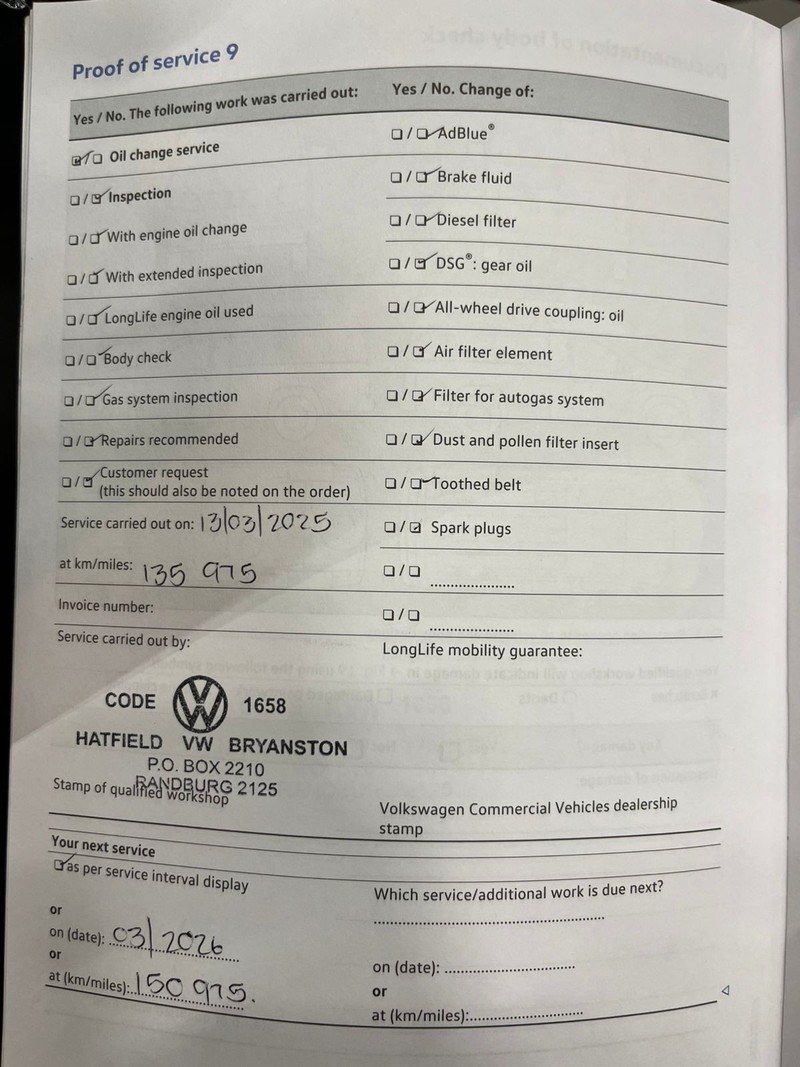 Proof of service 9
Yes / No. The following work was carried out:
☑/☐ Oil change service
☐/☑ Inspection
☐/☑ With engine oil change
☐/☑ With extended inspection
☐/☑ LongLife engine oil used
☐/☑ Body check
☐/☑ Gas system inspection
☐/☑ Repairs recommended
☐/☑ Customer request
(this should also be noted on the order)
Service carried out on: 13/03/2025
at km/miles: 135 975
Invoice number:
Service carried out by:
CODE VW 1658
HATFIELD VW BRYANSTON
P.O. BOX 2210
RANDBURG 2125
Stamp of qualified workshop
Yes / No. Change of:
☐/☑ AdBlue®
☐/☑ Brake fluid
☐/☑ Diesel filter
☐/☑ DSG®: gear oil
☐/☑ All-wheel drive coupling: oil
☐/☑ Air filter element
☐/☑ Filter for autogas system
☐/☑ Dust and pollen filter insert
☐/☑ Toothed belt
☐/☑ Spark plugs
☐/☐ ....................
☐/☐ ....................
LongLife mobility guarantee:
Volkswagen Commercial Vehicles dealership
stamp
Your next service
☑ as per service interval display
or
on (date): 03/2026
or
at (km/miles): 150 975.
Which service/additional work is due next?
on (date): ....................
or
at (km/miles): ....................